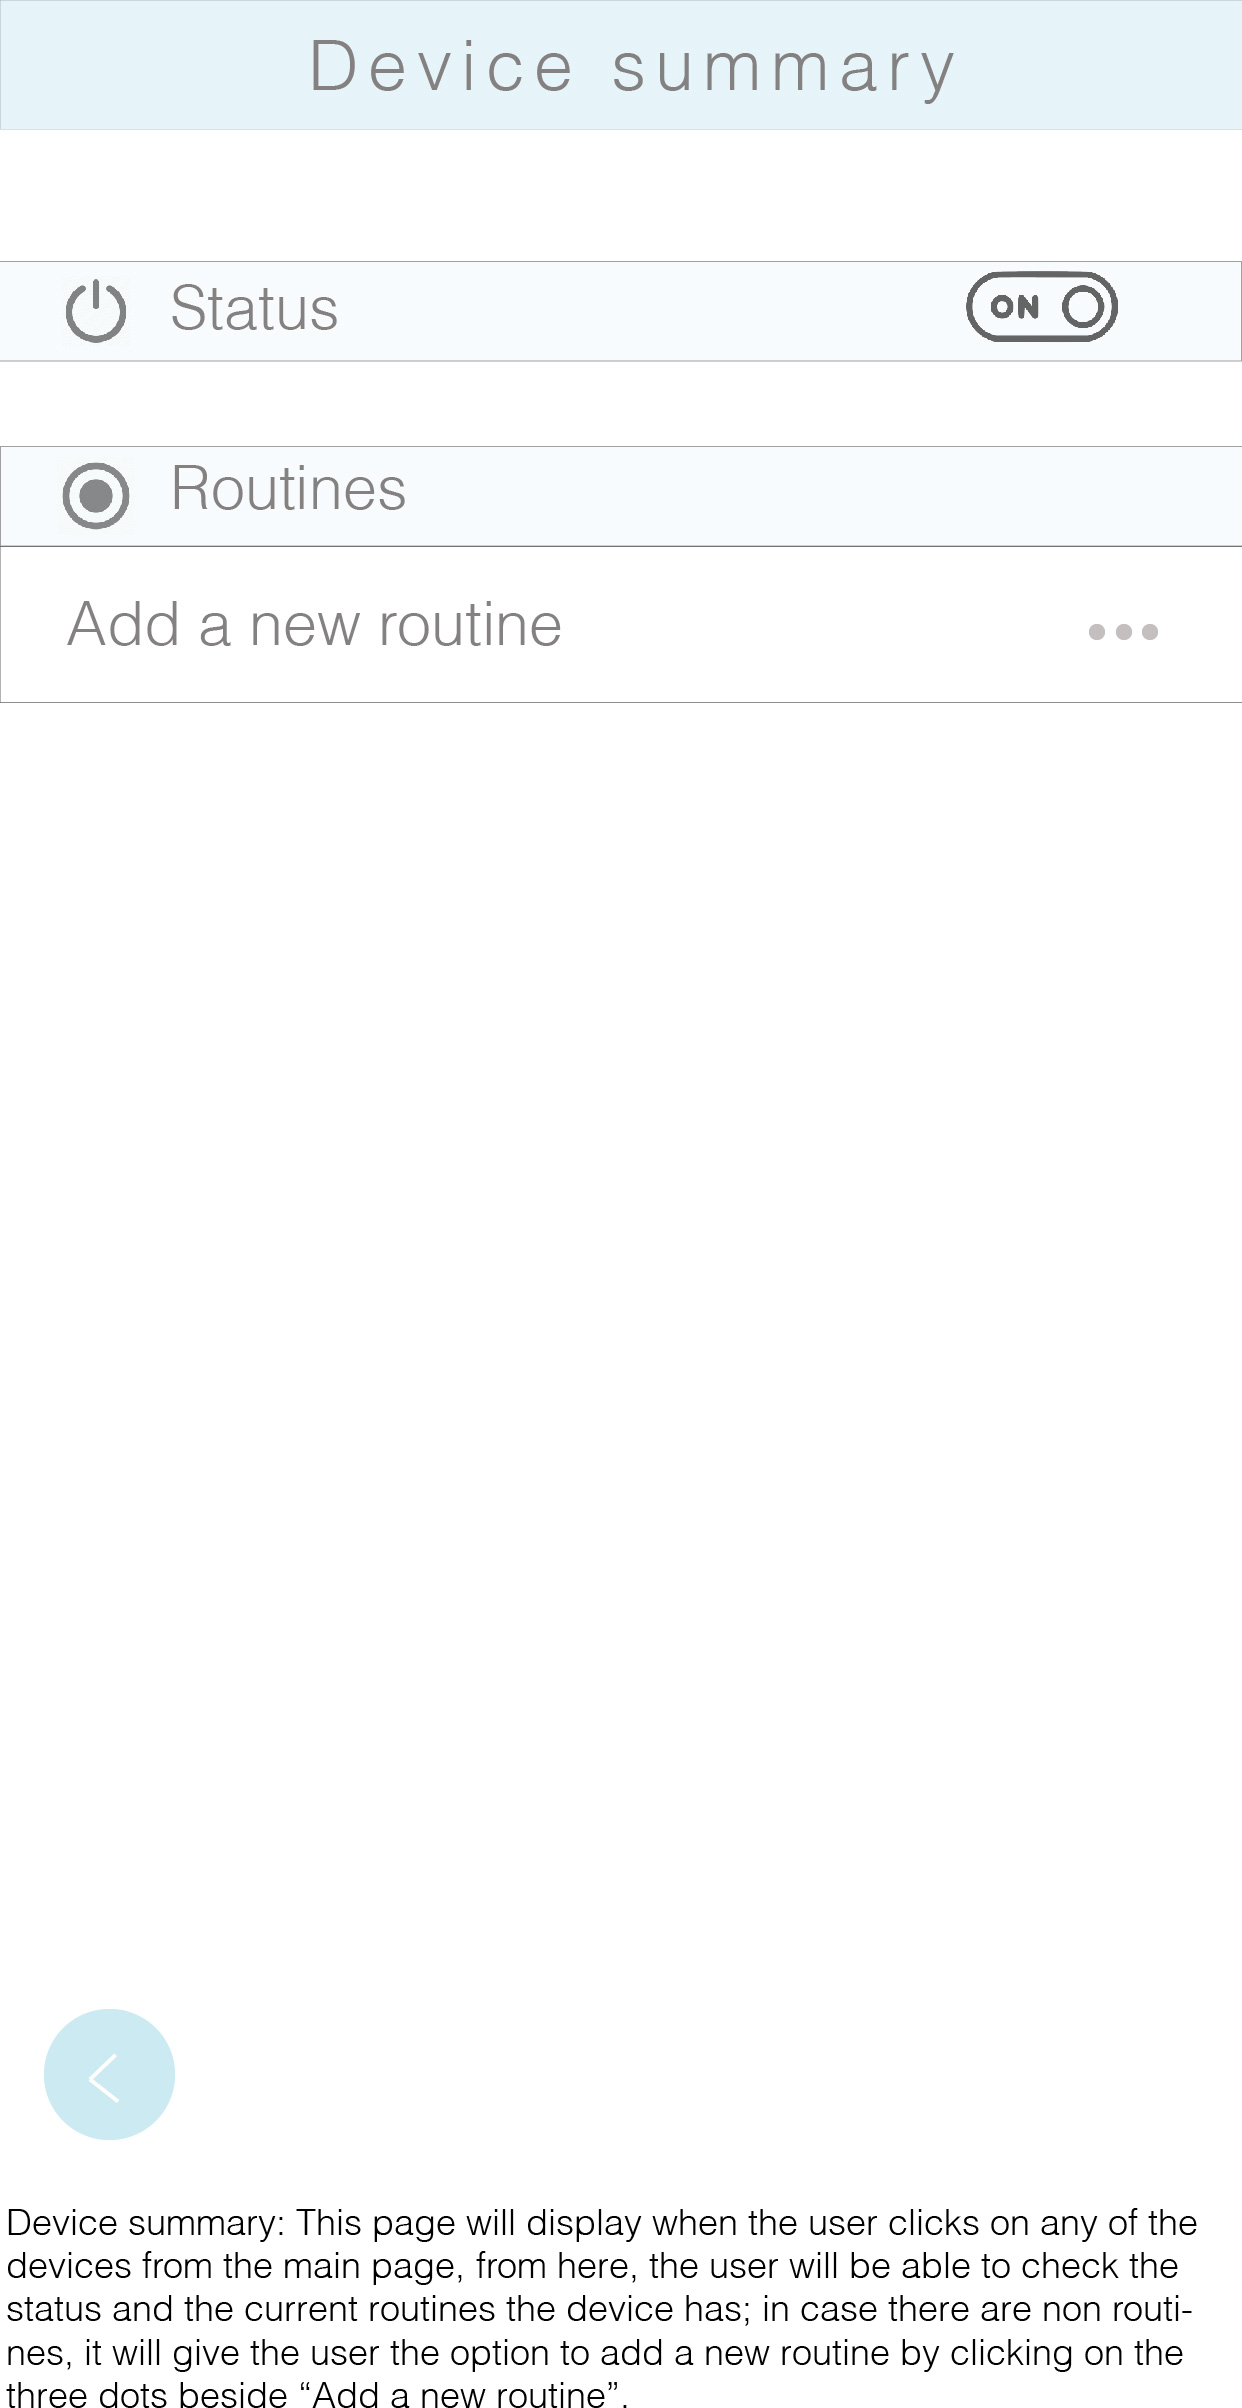 Device summary
Status
ON
Routines
Add a new routine
Device summary: This page will display when the user clicks on any of the
devices from the main page, from here, the user will be able to check the
status and the current routines the device has; in case there are non routi-
nes, it will give the user the option to add a new routine by clicking on the
three dots beside “Add a new routine”.